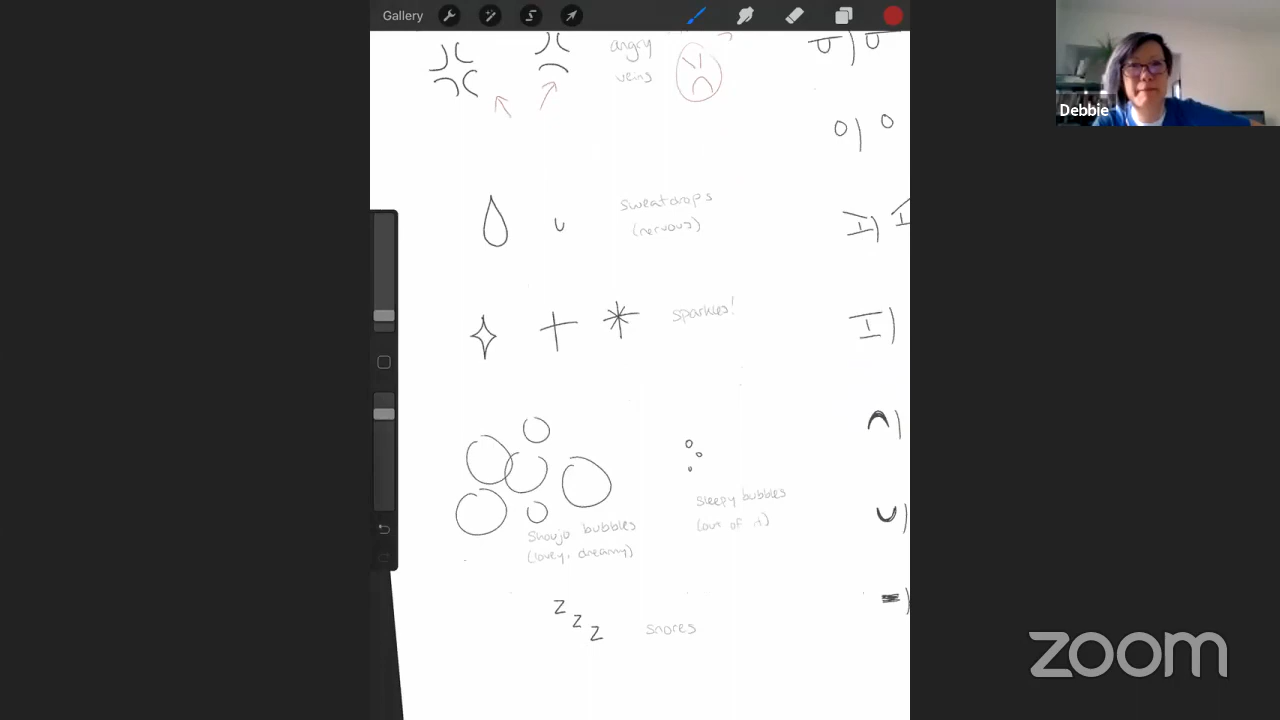 Gallery
angry
veins
Debbie
sweatdrops
(nervous)
sparkles!
sleepy bubbles
(out of it)
Shoujo bubbles
(lovey, dreamy)
z
z
z
snores
zoom